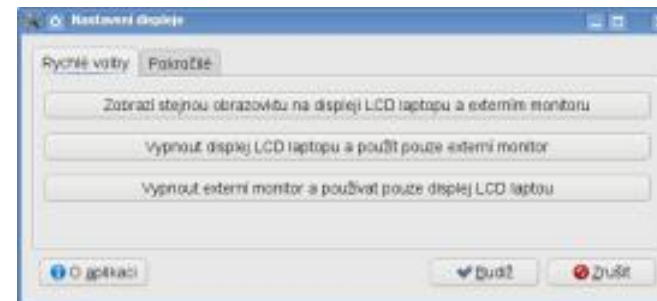 Nastavení displeje
Rychlé volby Pokročilé
Zobrazí stejnou obrazovku na displeji LCD laptopu a externím monitoru
Vypnout displej LCD laptopu a použít pouze externí monitor
Vypnout externí monitor a používat pouze displej LCD laptou
O aplikaci Budiž Zrušit